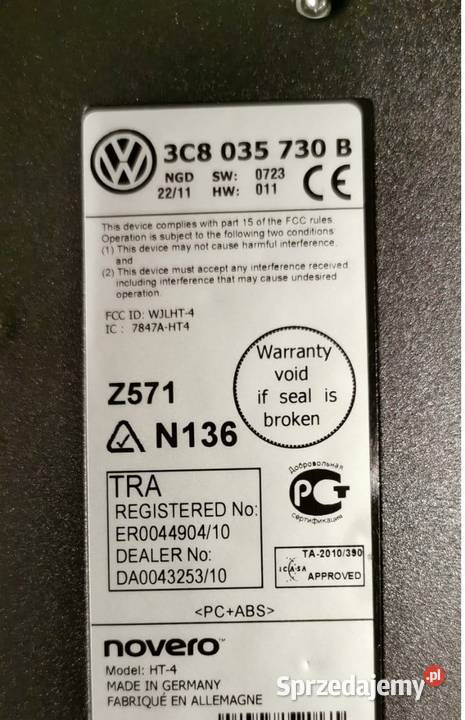 3C8 035 730 B
NGD SW: 0723
22/11 HW: 011
CE
This device complies with part 15 of the FCC rules.
Operation is subject to the following two conditions
(1) This device may not cause harmful interference,
and
(2) This device must accept any interference received
including interference that may cause undesired
operation.
FCC ID: WJLHT-4
IC : 7847A-HT4
Warranty
void
if seal is
broken
Z571
N136
TRA
REGISTERED No:
ER0044904/10
DEALER No:
DA0043253/10
Добровольная
РСТ
сертификация
TA-2010/390
ICASA
APPROVED
<PC+ABS>
novero™
Model: HT-4
MADE IN GERMANY
FABRIQUÉ EN ALLEMAGNE
Sprzedajemy.pl